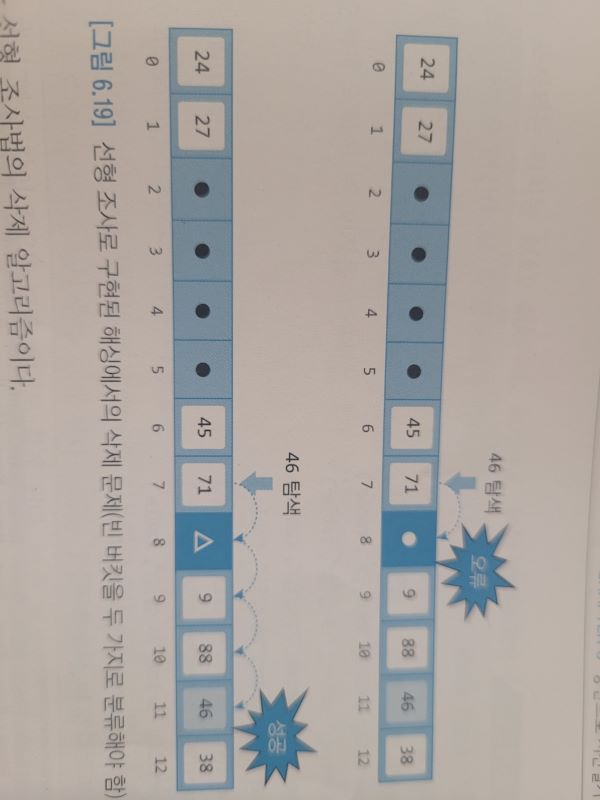 46 탐색
오류
24 27 ● ● ● ● 45 71 ● 9 88 46 38
0 1 2 3 4 5 6 7 8 9 10 11 12
46 탐색
성공
24 27 ● ● ● ● 45 71 △ 9 88 46 38
0 1 2 3 4 5 6 7 8 9 10 11 12
[그림 6.19] 선형 조사로 구현된 해싱에서의 삭제 문제(빈 버킷을 두 가지로 분류해야 함)
선형 조사법의 삭제 알고리즘이다.